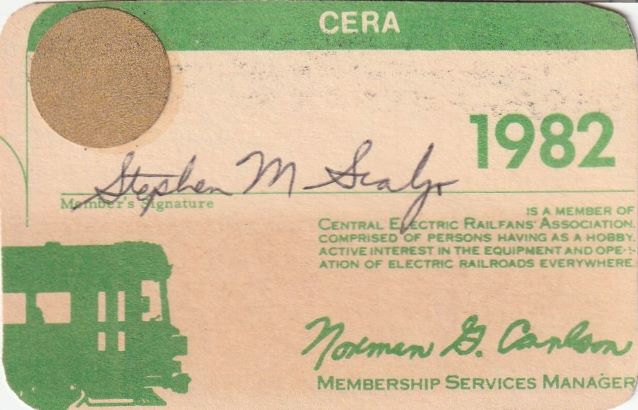 CERA
1982
Stephen M Scalzo
Member's Signature
IS A MEMBER OF
CENTRAL ELECTRIC RAILFANS' ASSOCIATION,
COMPRISED OF PERSONS HAVING AS A HOBBY,
ACTIVE INTEREST IN THE EQUIPMENT AND OPER-
ATION OF ELECTRIC RAILROADS EVERYWHERE.
Norman G. Carlson
MEMBERSHIP SERVICES MANAGER